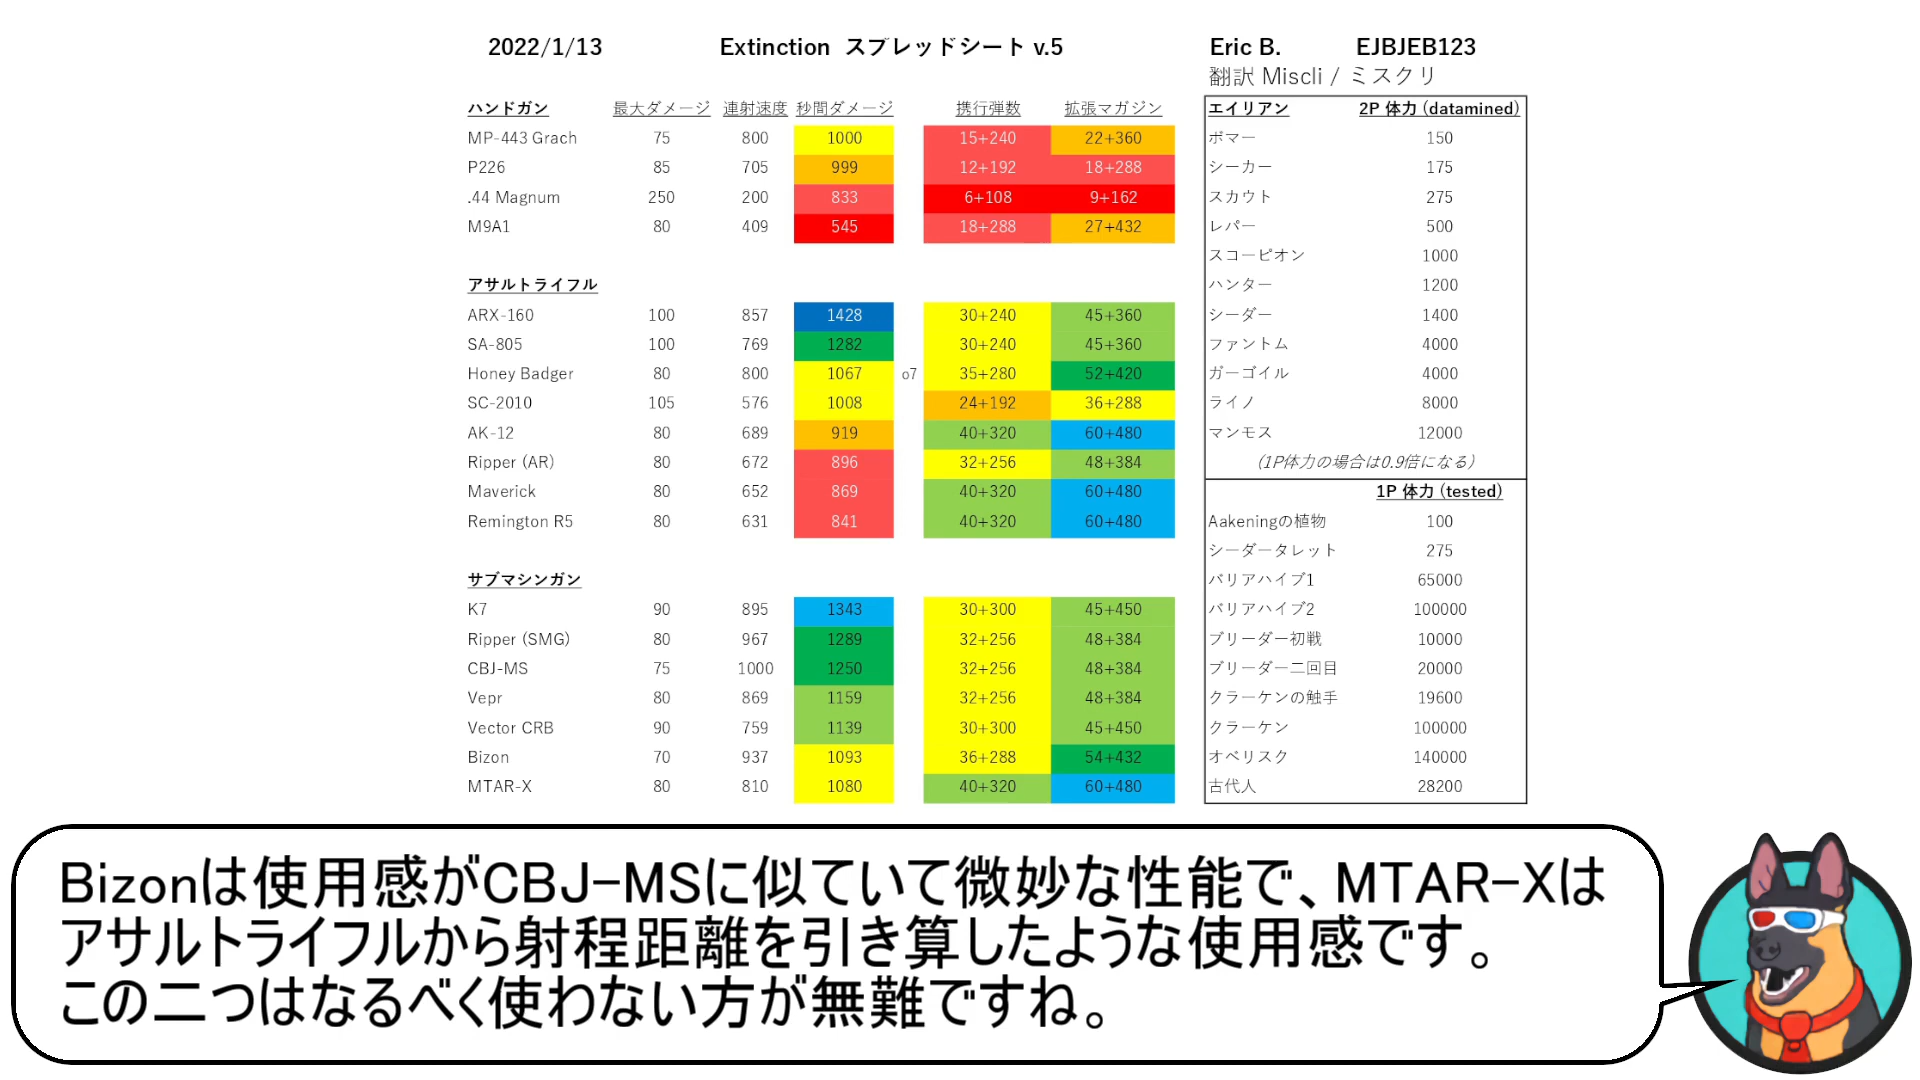 2022/1/13 Extinction スプレッドシート v.5 Eric B. EJBJEB123
翻訳 Miscli / ミスクリ
ハンドガン 最大ダメージ 連射速度 秒間ダメージ 携行弾数 拡張マガジン
MP-443 Grach 75 800 1000 15+240 22+360
P226 85 705 999 12+192 18+288
.44 Magnum 250 200 833 6+108 9+162
M9A1 80 409 545 18+288 27+432
アサルトライフル
ARX-160 100 857 1428 30+240 45+360
SA-805 100 769 1282 30+240 45+360
Honey Badger 80 800 1067 o7 35+280 52+420
SC-2010 105 576 1008 24+192 36+288
AK-12 80 689 919 40+320 60+480
Ripper (AR) 80 672 896 32+256 48+384
Maverick 80 652 869 40+320 60+480
Remington R5 80 631 841 40+320 60+480
サブマシンガン
K7 90 895 1343 30+300 45+450
Ripper (SMG) 80 967 1289 32+256 48+384
CBJ-MS 75 1000 1250 32+256 48+384
Vepr 80 869 1159 32+256 48+384
Vector CRB 90 759 1139 30+300 45+450
Bizon 70 937 1093 36+288 54+432
MTAR-X 80 810 1080 40+320 60+480
エイリアン 2P 体力 (datamined)
ボマー 150
シーカー 175
スカウト 275
レパー 500
スコーピオン 1000
ハンター 1200
シーダー 1400
ファントム 4000
ガーゴイル 4000
ライノ 8000
マンモス 12000
(1P体力の場合は0.9倍になる)
1P 体力 (tested)
Aakeningの植物 100
シーダータレット 275
バリアハイブ1 65000
バリアハイブ2 100000
ブリーダー初戦 10000
ブリーダー二回目 20000
クラーケンの触手 19600
クラーケン 100000
オベリスク 140000
古代人 28200
Bizonは使用感がCBJ-MSに似ていて微妙な性能で、MTAR-Xは
アサルトライフルから射程距離を引き算したような使用感です。
この二つはなるべく使わない方が無難ですね。